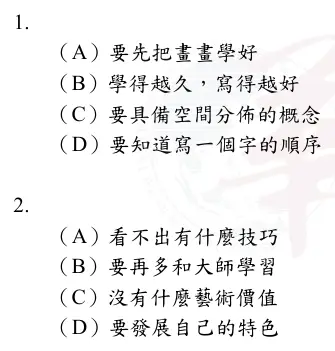 1.
（A）要先把畫畫學好
（B）學得越久，寫得越好
（C）要具備空間分佈的概念
（D）要知道寫一個字的順序
2.
（A）看不出有什麼技巧
（B）要再多和大師學習
（C）沒有什麼藝術價值
（D）要發展自己的特色